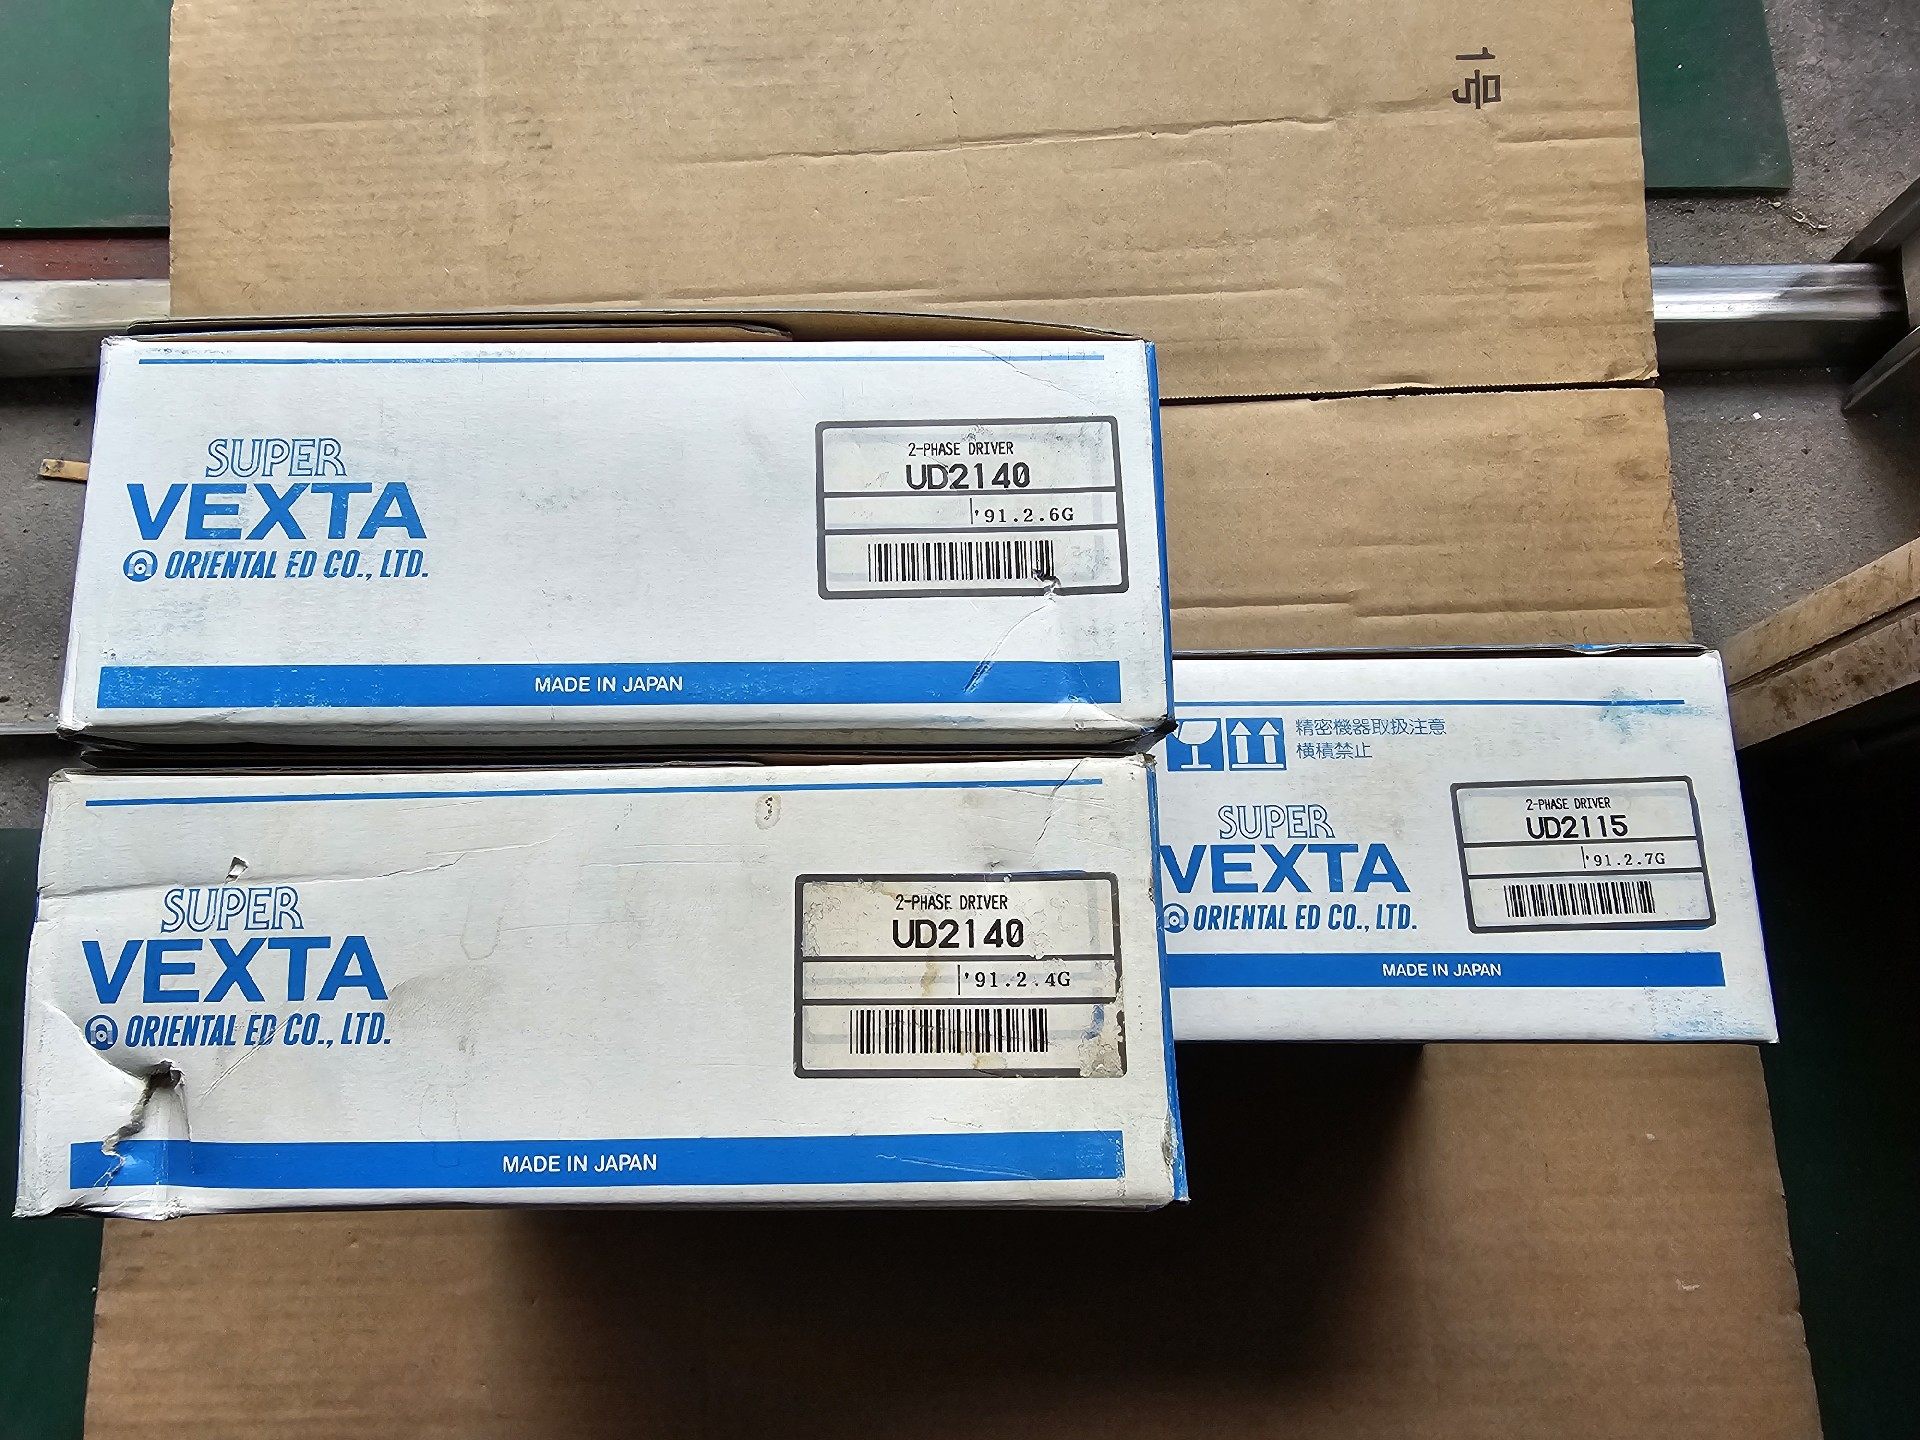 1号
SUPER
VEXTA
ORIENTAL ED CO., LTD.
2-PHASE DRIVER
UD2140
'91.2.6G
MADE IN JAPAN
SUPER
VEXTA
ORIENTAL ED CO., LTD.
2-PHASE DRIVER
UD2140
'91.2.4G
MADE IN JAPAN
精密機器取扱注意
横積禁止
SUPER
VEXTA
ORIENTAL ED CO., LTD.
2-PHASE DRIVER
UD2115
'91.2.7G
MADE IN JAPAN